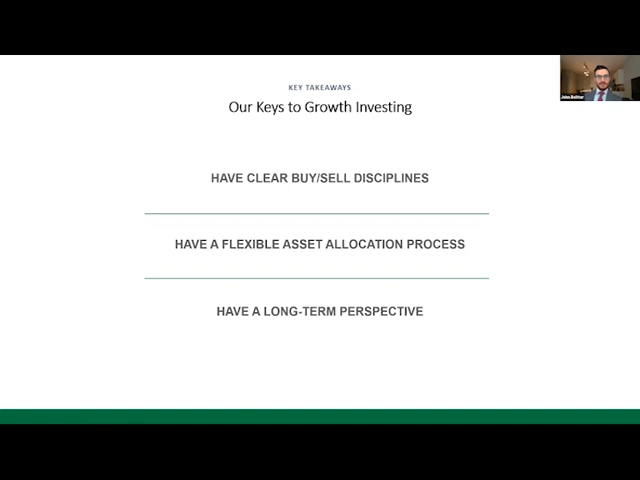 KEY TAKEAWAYS
Our Keys to Growth Investing
HAVE CLEAR BUY/SELL DISCIPLINES
HAVE A FLEXIBLE ASSET ALLOCATION PROCESS
HAVE A LONG-TERM PERSPECTIVE
John